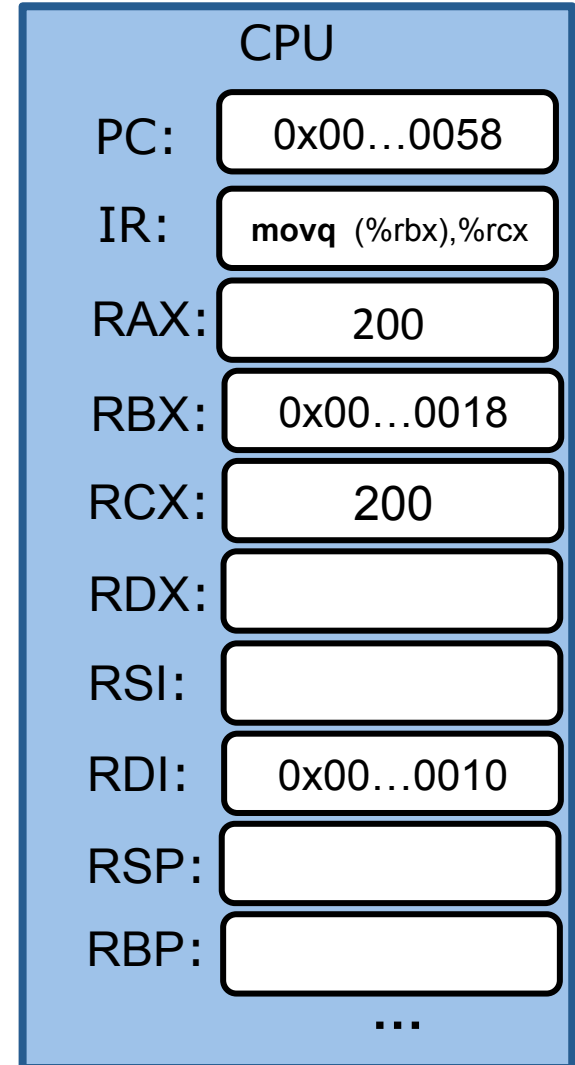 CPU
PC: 0x00…0058
IR: movq (%rbx),%rcx
RAX: 200
RBX: 0x00…0018
RCX: 200
RDX:
RSI:
RDI: 0x00…0010
RSP:
RBP:
…